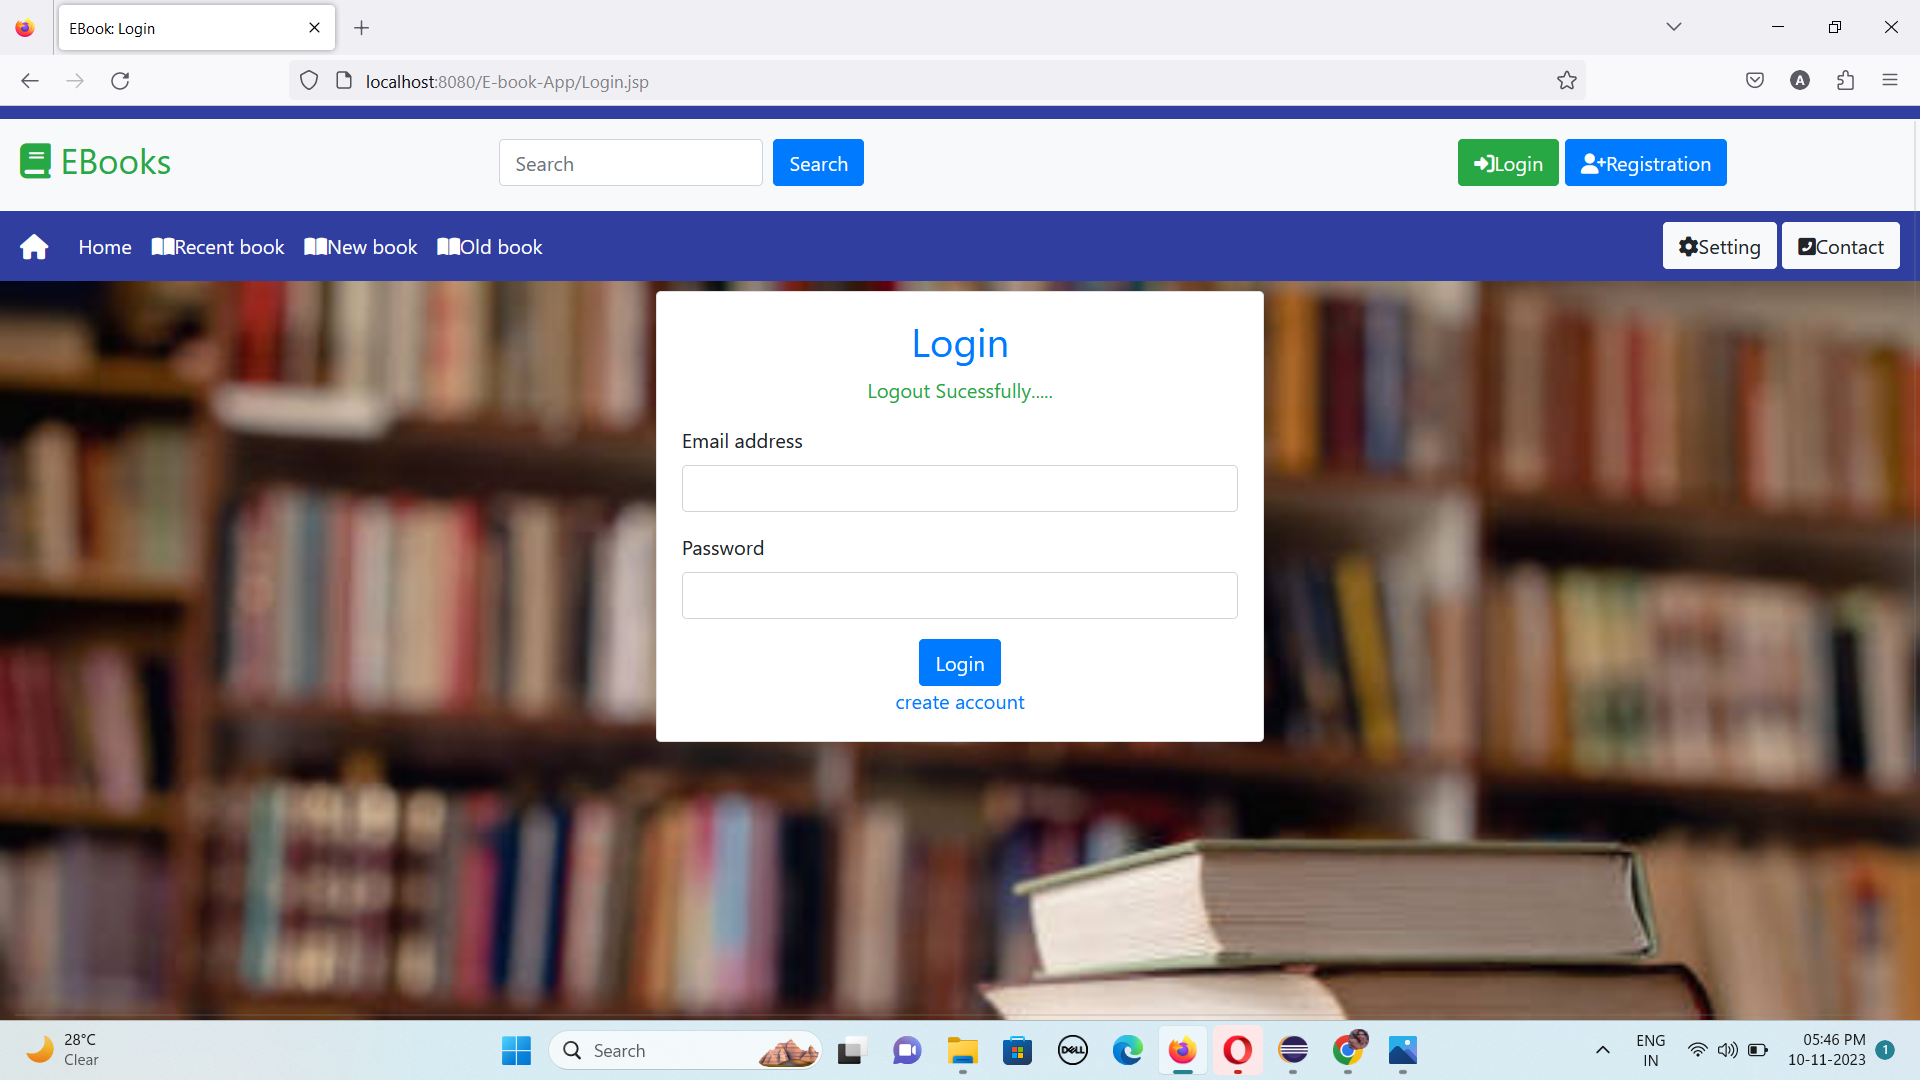 EBook: Login
localhost:8080/E-book-App/Login.jsp
A
EBooks
Search
Search
Login
Registration
Home
Recent book
New book
Old book
Setting
Contact
Login
Logout Sucessfully.....
Email address
Password
Login
create account
28°C
Clear
Search
DELL
ENG
IN
05:46 PM
10-11-2023
1